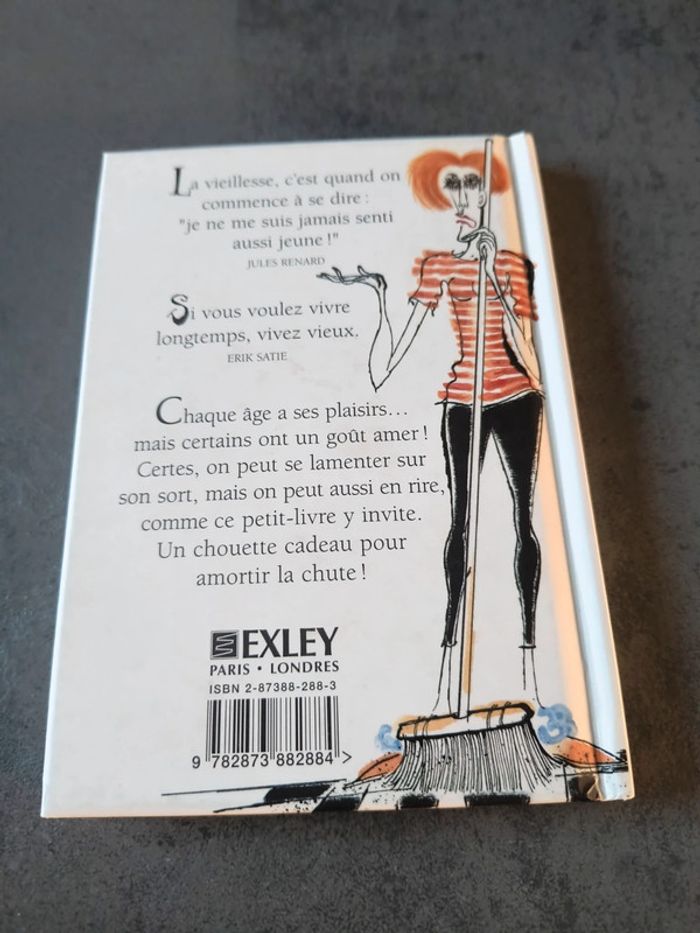 La vieillesse, c'est quand on
commence à se dire :
"je ne me suis jamais senti
aussi jeune !"
JULES RENARD
Si vous voulez vivre
longtemps, vivez vieux.
ERIK SATIE
Chaque âge a ses plaisirs...
mais certains ont un goût amer !
Certes, on peut se lamenter sur
son sort, mais on peut aussi en rire,
comme ce petit-livre y invite.
Un chouette cadeau pour
amortir la chute !
EXLEY
PARIS • LONDRES
ISBN 2-87388-288-3
9 782873 882884 >